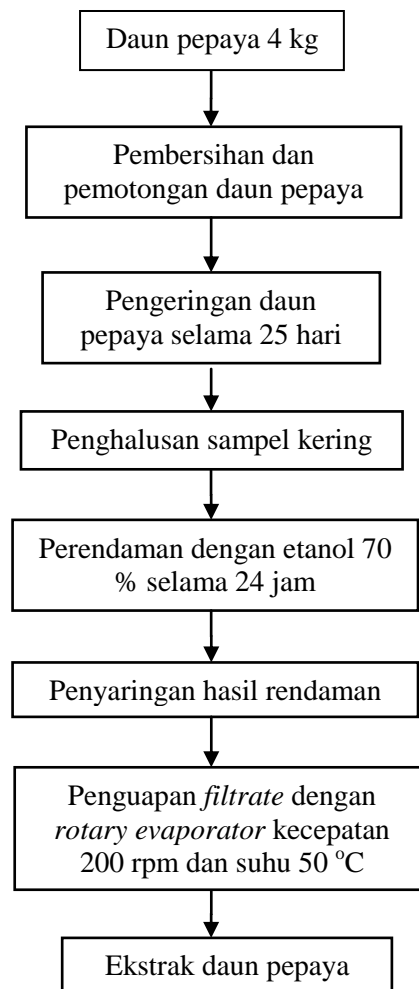 Daun pepaya 4 kg
Pembersihan dan
pemotongan daun pepaya
Pengeringan daun
pepaya selama 25 hari
Penghalusan sampel kering
Perendaman dengan etanol 70
% selama 24 jam
Penyaringan hasil rendaman
Penguapan filtrate dengan
rotary evaporator kecepatan
200 rpm dan suhu 50 °C
Ekstrak daun pepaya